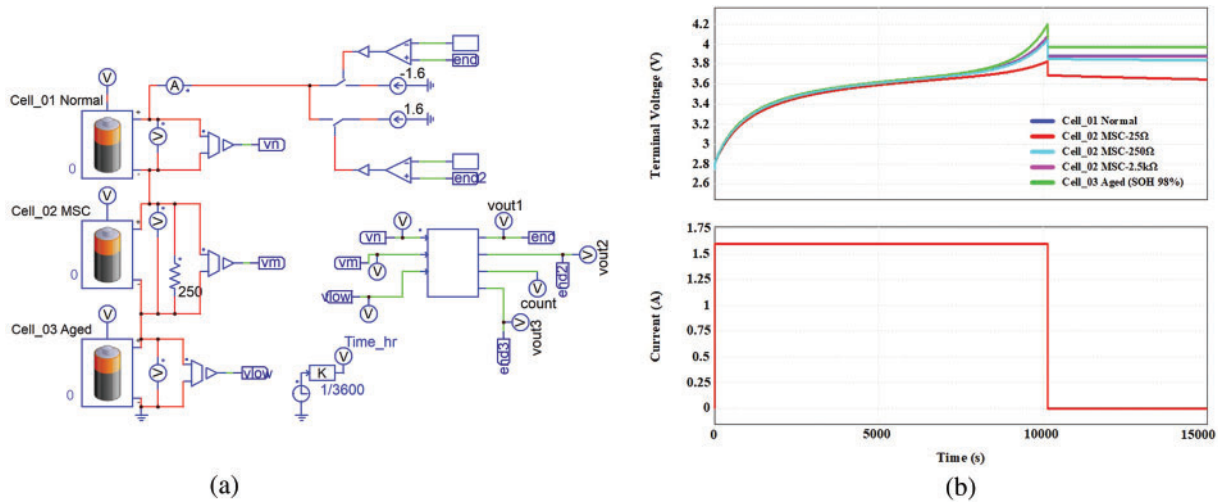 Cell_01 Normal
V
A
V
0
vn
-1.6
1.6
end
end2
Cell_02 MSC
V
V
0
250
vm
Cell_03 Aged
V
V
0
vlow
vn
V
vm
V
vlow
V
vout1
V
end
end2
V
vout2
V
count
V
vout3
end3
Time_hr
V
K
1/3600
(a)
Terminal Voltage (V)
4.2
4
3.8
3.6
3.4
3.2
3
2.8
2.6
Cell_01 Normal
Cell_02 MSC-25Ω
Cell_02 MSC-250Ω
Cell_02 MSC-2.5kΩ
Cell_03 Aged (SOH 98%)
Current (A)
1.75
1.5
1.25
1
0.75
0.5
0.25
0
0
5000
10000
15000
Time (s)
(b)